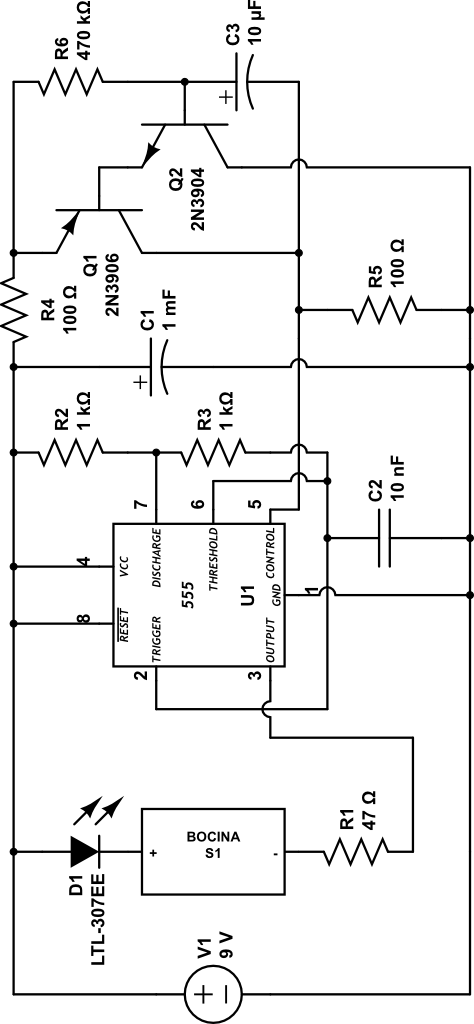 R6
470 kΩ
C3
10 µF
+
Q2
2N3904
Q1
2N3906
R4
100 Ω
C1
1 mF
+
R5
100 Ω
R2
1 kΩ
R3
1 kΩ
C2
10 nF
7
6
5
4
8
1
2
3
VCC
DISCHARGE
THRESHOLD
CONTROL
555
U1
RESET
GND
TRIGGER
OUTPUT
D1
LTL-307EE
+
BOCINA
S1
-
R1
47 Ω
V1
9 V
+
−